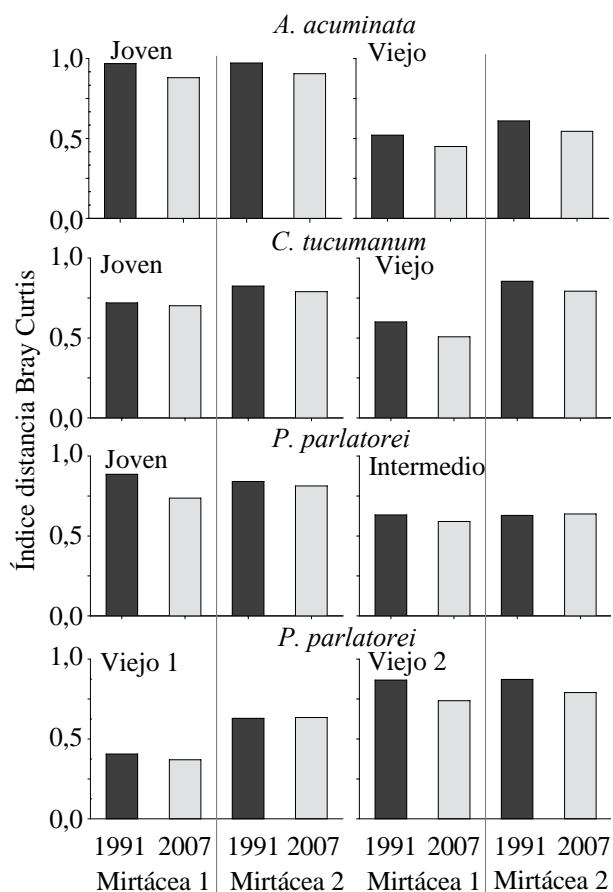 A. acuminata
Joven
Viejo
1,0
0,5
0,0
C. tucumanum
Joven
Viejo
1,0
0,5
0,0
P. parlatorei
Joven
Intermedio
1,0
0,5
0,0
P. parlatorei
Viejo 1
Viejo 2
1,0
0,5
0,0
Índice distancia Bray Curtis
1991 2007 1991 2007 1991 2007 1991 2007
Mirtácea 1 Mirtácea 2 Mirtácea 1 Mirtácea 2